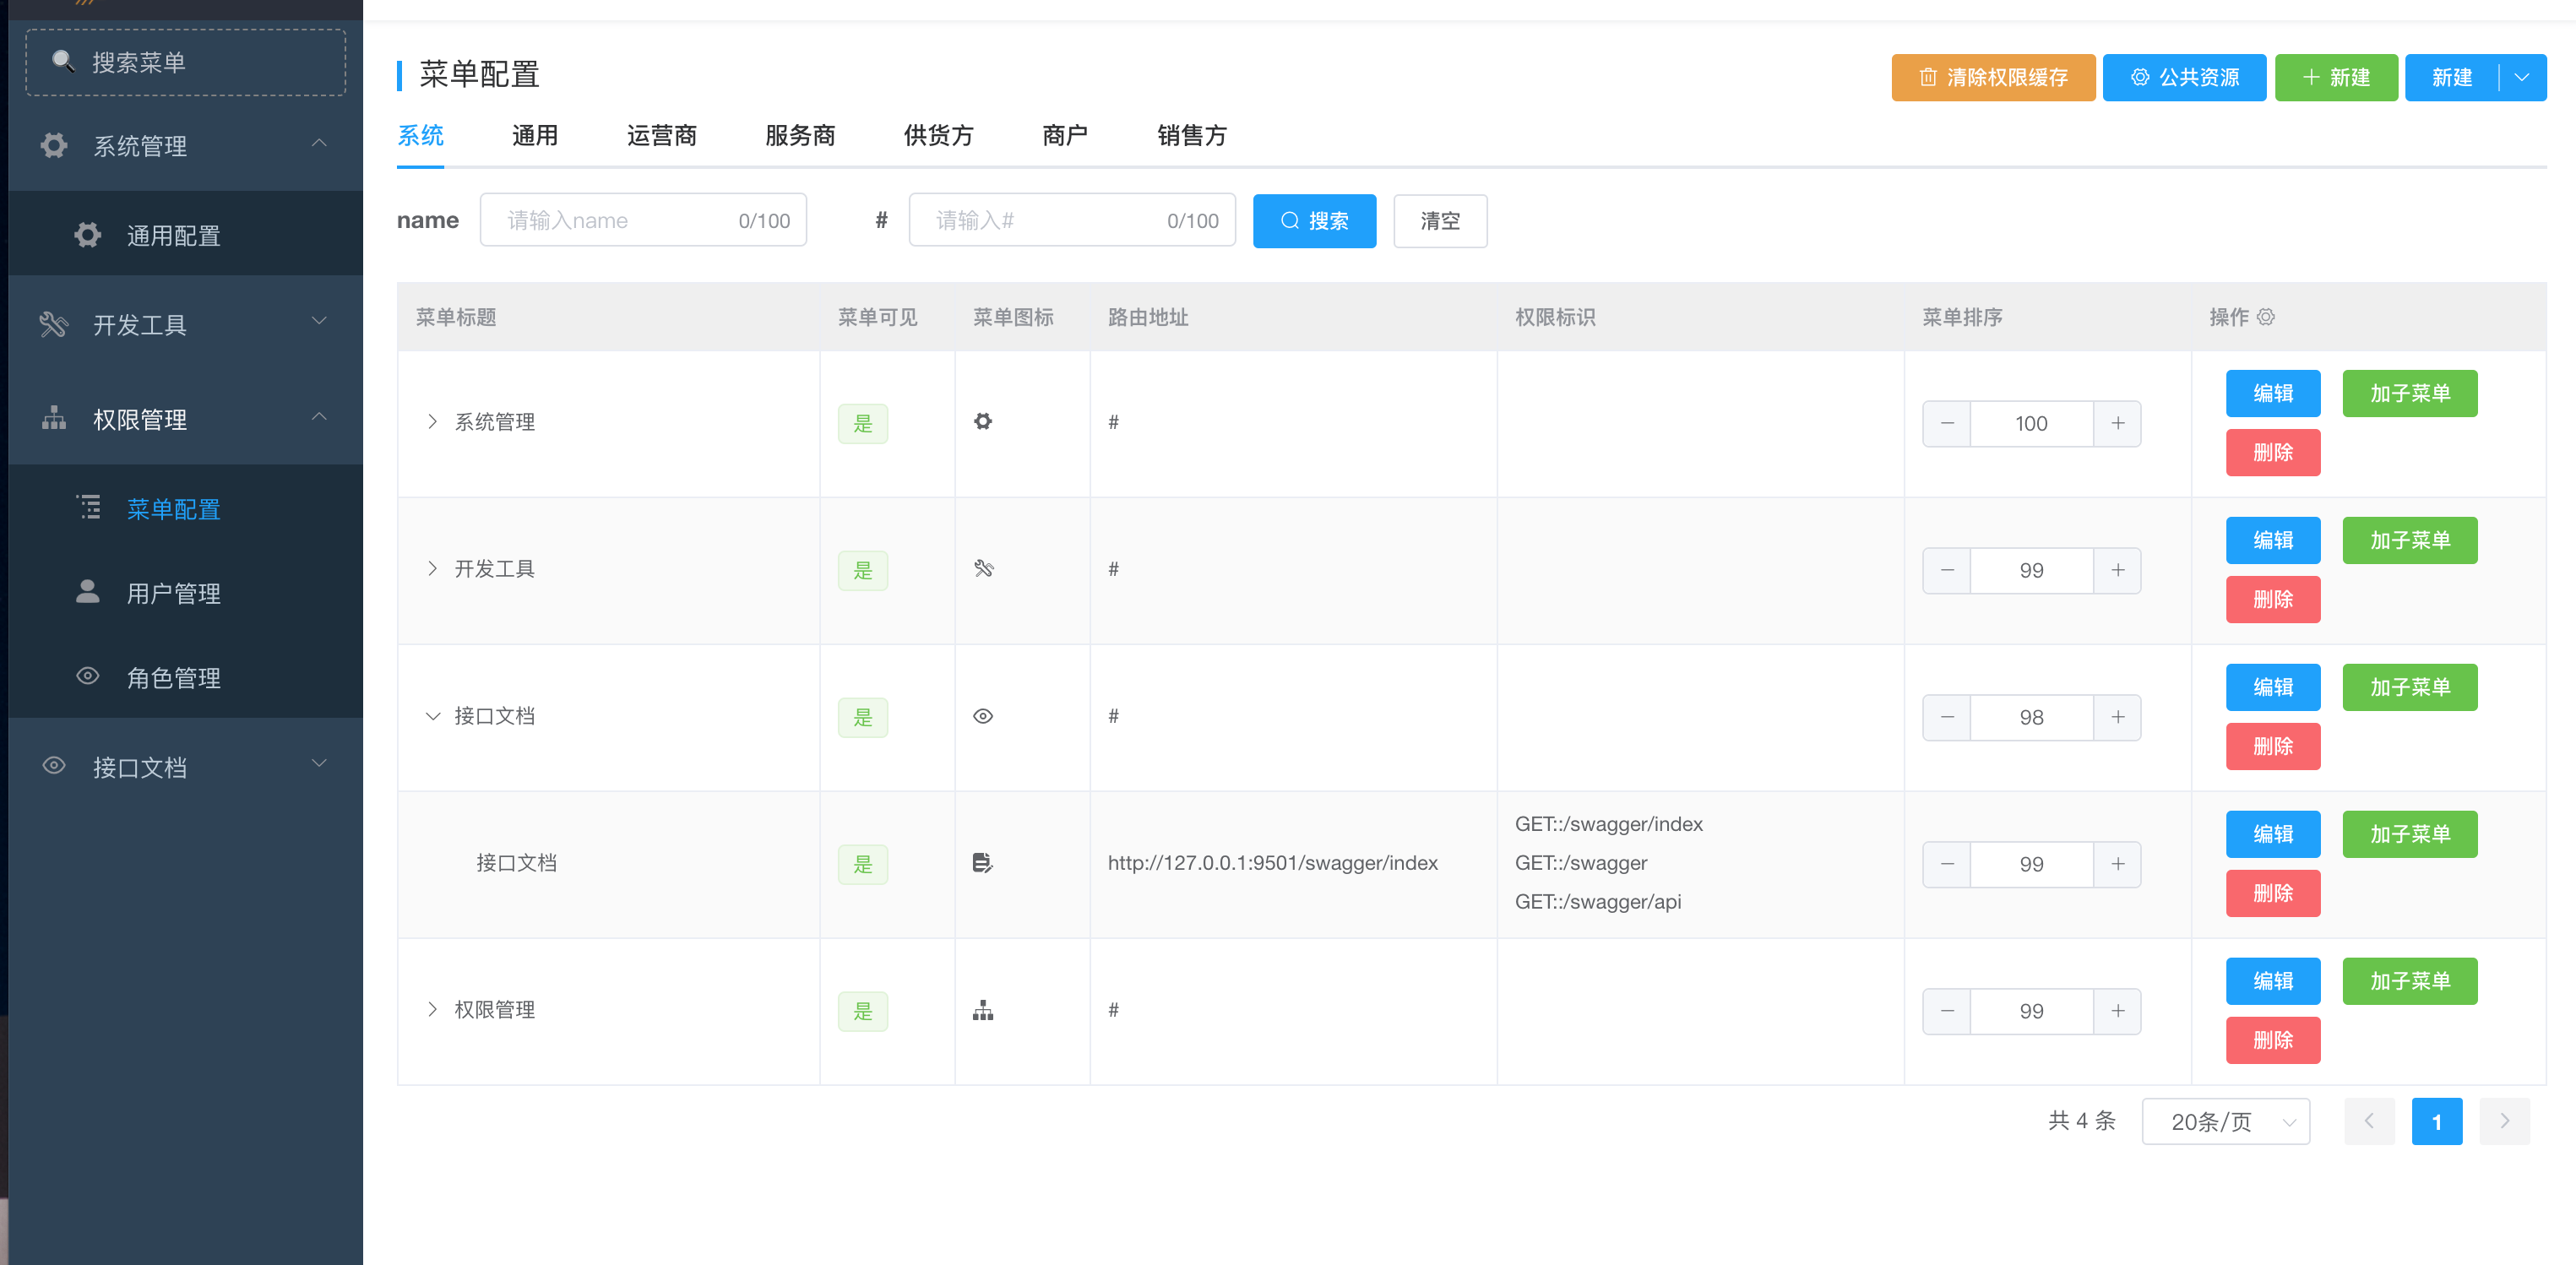 搜索菜单
系统管理
通用配置
开发工具
权限管理
菜单配置
用户管理
角色管理
接口文档
菜单配置
清除权限缓存
公共资源
新建
新建
系统 通用 运营商 服务商 供货方 商户 销售方
name 请输入name 0/100 # 请输入# 0/100 搜索 清空
菜单标题 菜单可见 菜单图标 路由地址 权限标识 菜单排序 操作
系统管理 是 # 100 编辑 加子菜单
删除
开发工具 是 # 99 编辑 加子菜单
删除
接口文档 是 # 98 编辑 加子菜单
删除
接口文档 是 http://127.0.0.1:9501/swagger/index
GET::/swagger/index
GET::/swagger
GET::/swagger/api
99 编辑 加子菜单
删除
权限管理 是 # 99 编辑 加子菜单
删除
共 4 条 20条/页 1